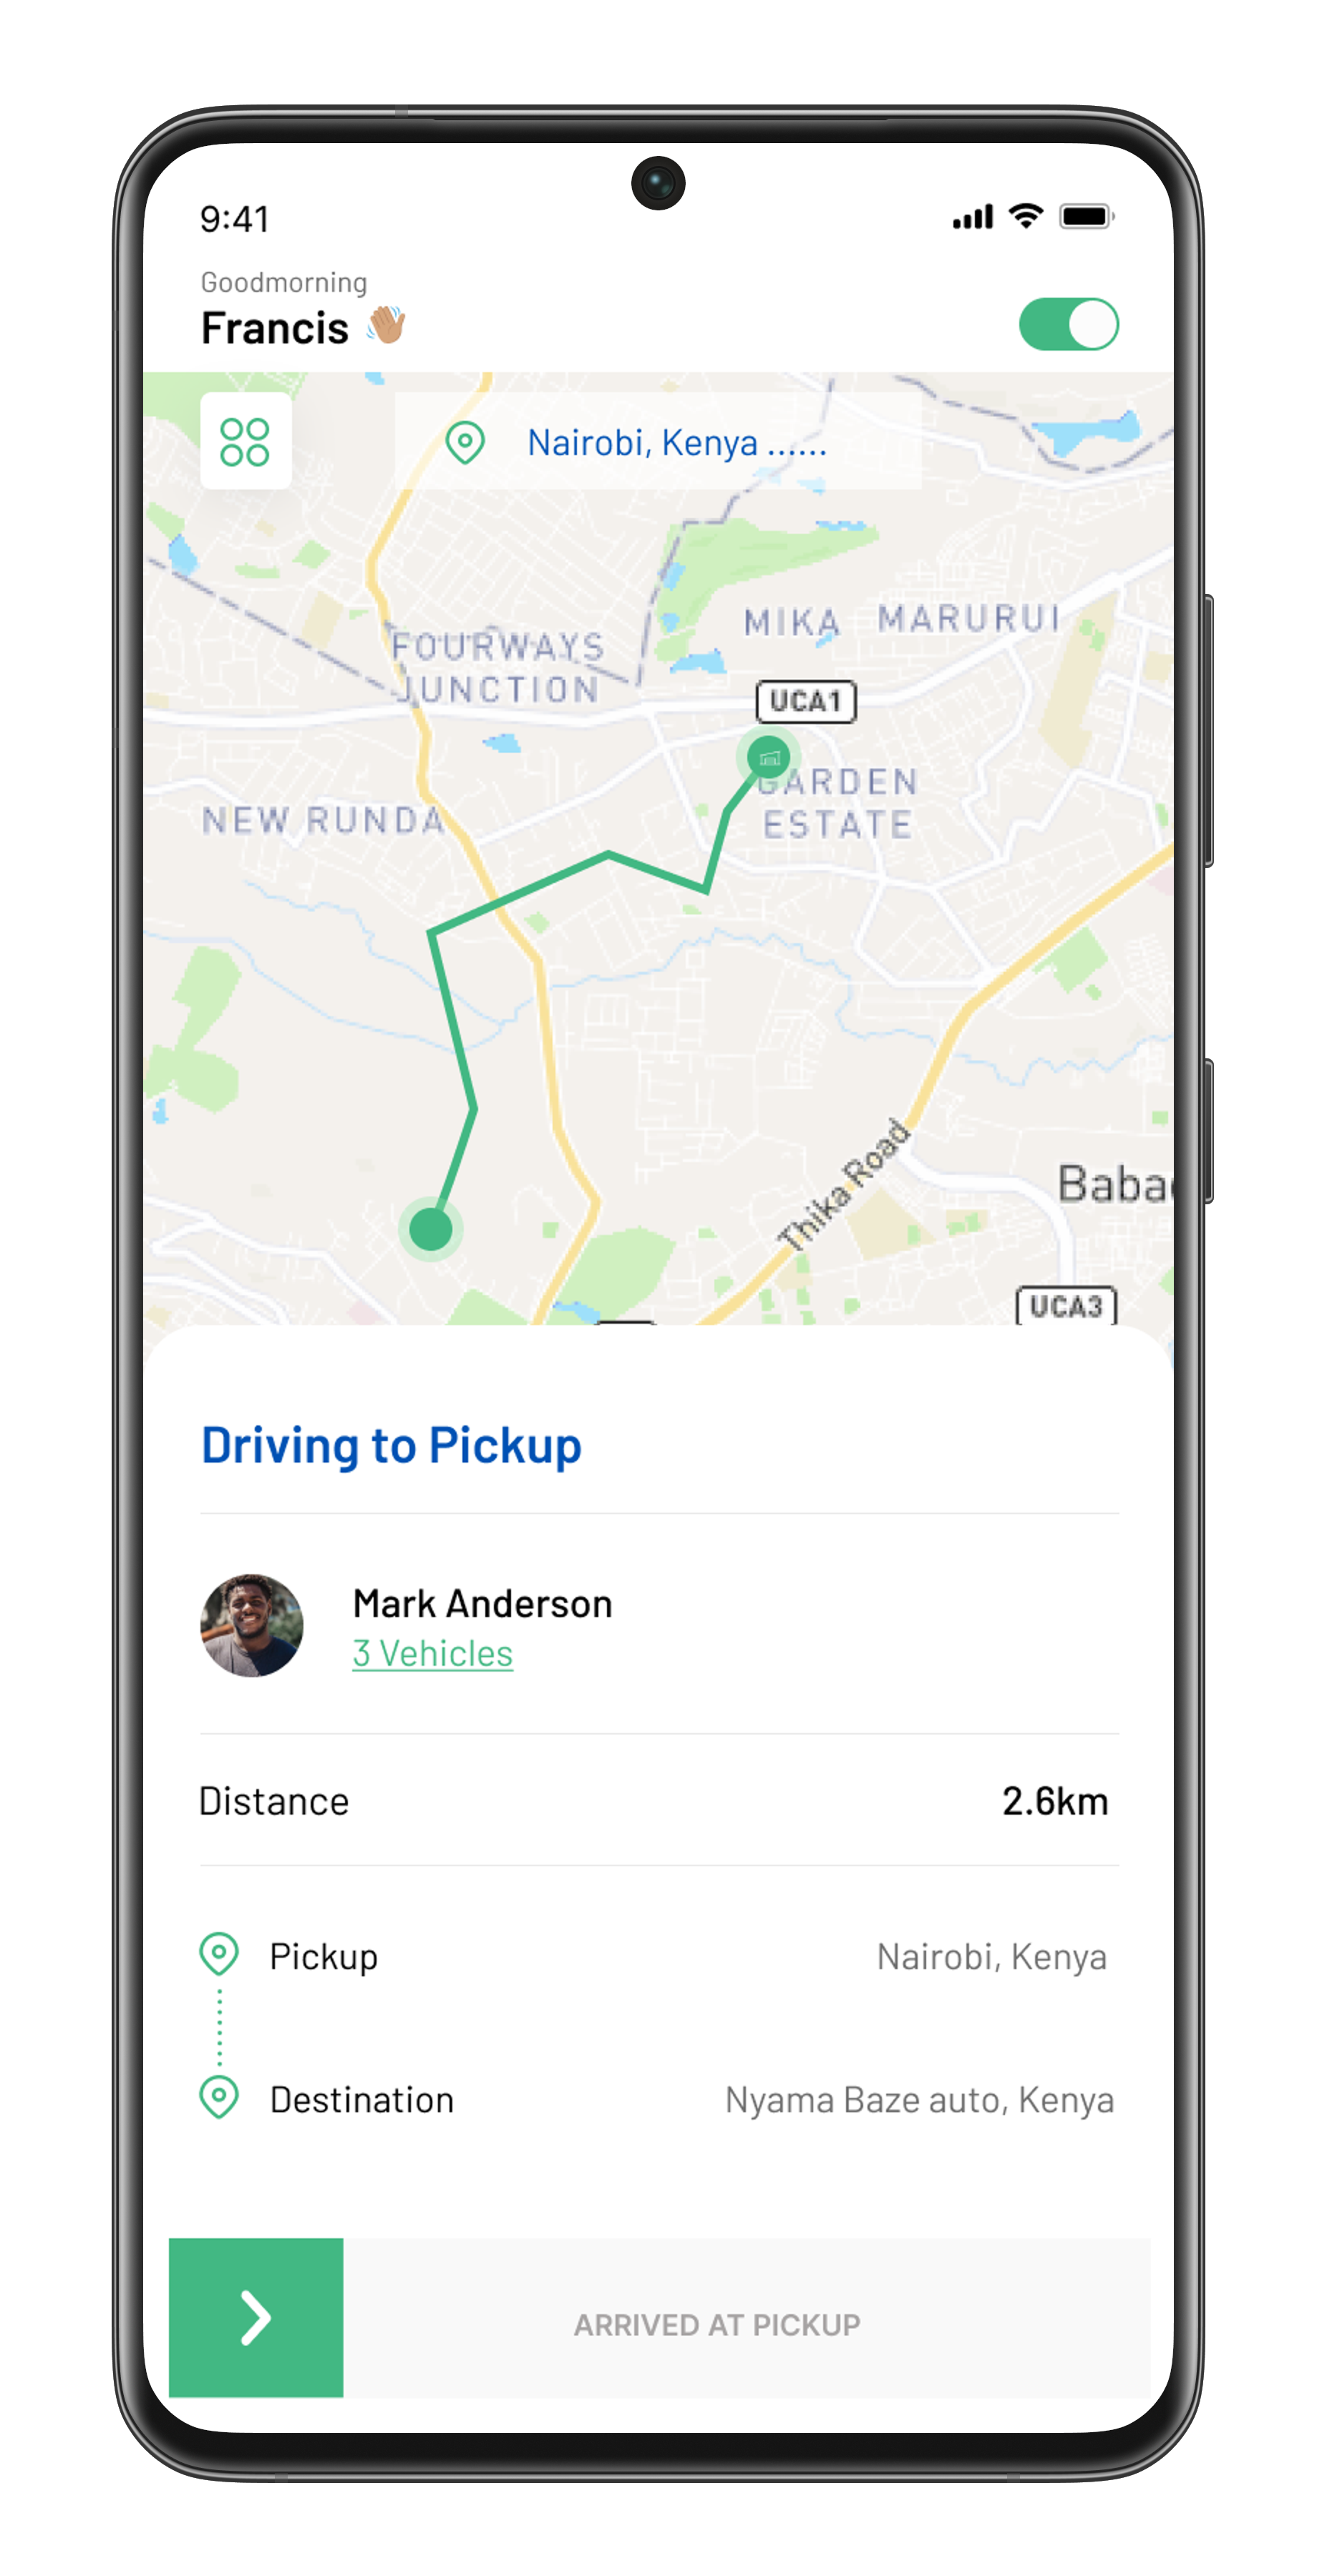 9:41
Goodmorning
Francis 👋🏽
Nairobi, Kenya ......
MIKA
MARURUI
FOURWAYS
JUNCTION
UCA1
GARDEN
ESTATE
NEW RUNDA
Thika Road
Baba
UCA3
Driving to Pickup
Mark Anderson
3 Vehicles
Distance
2.6km
Pickup
Nairobi, Kenya
Destination
Nyama Baze auto, Kenya
ARRIVED AT PICKUP